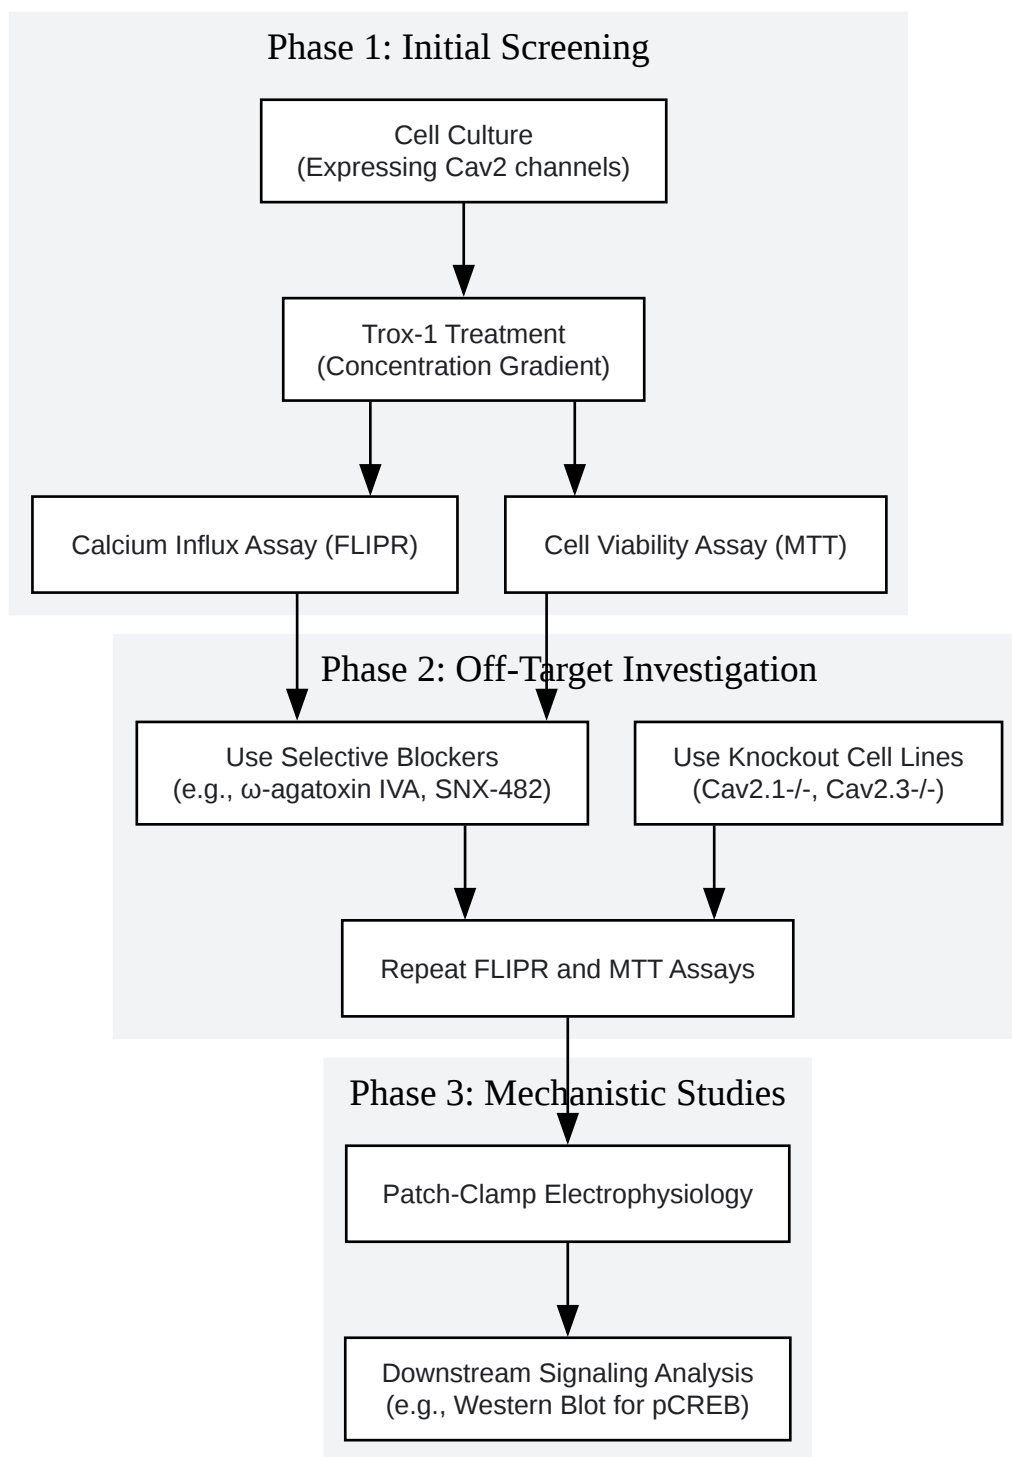 Phase 1: Initial Screening
Cell Culture
(Expressing Cav2 channels)
Trox-1 Treatment
(Concentration Gradient)
Calcium Influx Assay (FLIPR)
Cell Viability Assay (MTT)
Phase 2: Off-Target Investigation
Use Selective Blockers
(e.g., ω-agatoxin IVA, SNX-482)
Use Knockout Cell Lines
(Cav2.1-/-, Cav2.3-/-)
Repeat FLIPR and MTT Assays
Phase 3: Mechanistic Studies
Patch-Clamp Electrophysiology
Downstream Signaling Analysis
(e.g., Western Blot for pCREB)